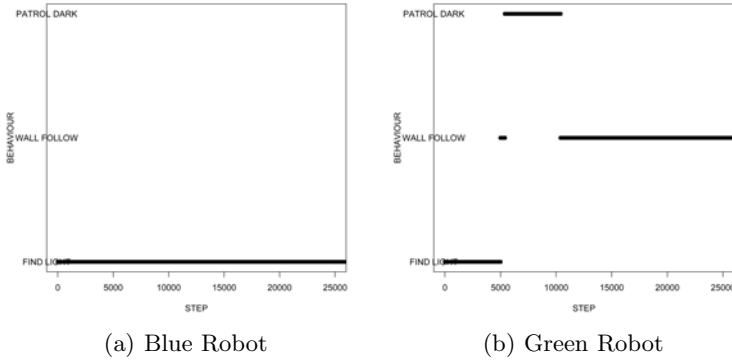 PATROL DARK
WALL FOLLOW
FIND LIGHT
BEHAVIOUR
0 5000 10000 15000 20000 25000
STEP
(a) Blue Robot
PATROL DARK
WALL FOLLOW
FIND LIGHT
BEHAVIOUR
0 5000 10000 15000 20000 25000
STEP
(b) Green Robot